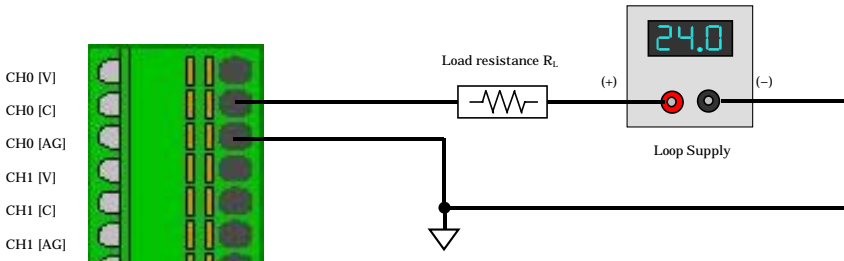 24.0
Load resistance RL
(+)
(−)
CH0 [V]
CH0 [C]
CH0 [AG]
Loop Supply
CH1 [V]
CH1 [C]
CH1 [AG]